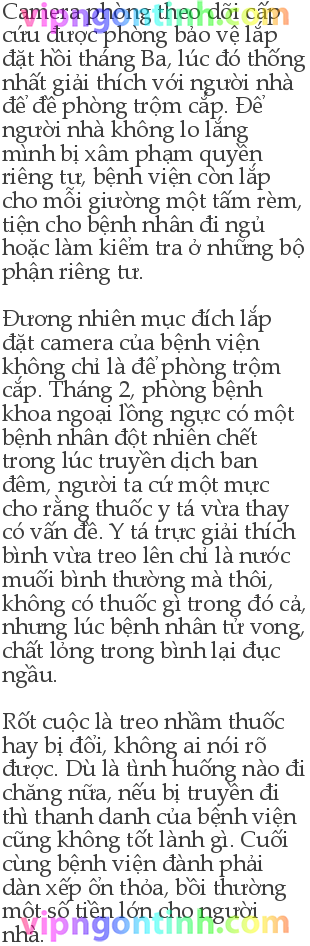 vipngontinh.com
Camera phòng theo dõi cấp
cứu được phòng bảo vệ lắp
đặt hồi tháng Ba, lúc đó thống
nhất giải thích với người nhà
để đề phòng trộm cắp. Để
người nhà không lo lắng
mình bị xâm phạm quyền
riêng tư, bệnh viện còn lắp
cho mỗi giường một tấm rèm,
tiện cho bệnh nhân đi ngủ
hoặc làm kiểm tra ở những bộ
phận riêng tư.
Đương nhiên mục đích lắp
đặt camera của bệnh viện
không chỉ là để phòng trộm
cắp. Tháng 2, phòng bệnh
khoa ngoại lồng ngực có một
bệnh nhân đột nhiên chết
trong lúc truyền dịch ban
đêm, người ta cứ một mực
cho rằng thuốc y tá vừa thay
có vấn đề. Y tá trực giải thích
bình vừa treo lên chỉ là nước
muối bình thường mà thôi,
không có thuốc gì trong đó cả,
nhưng lúc bệnh nhân tử vong,
chất lỏng trong bình lại đục
ngầu.
Rốt cuộc là treo nhầm thuốc
hay bị đổi, không ai nói rõ
được. Dù là tình huống nào đi
chăng nữa, nếu bị truyền đi
thì thanh danh của bệnh viện
cũng không tốt lành gì. Cuối
cùng bệnh viện đành phải
dàn xếp ổn thỏa, bồi thường
một số tiền lớn cho người
nhà.
vipngontinh.com